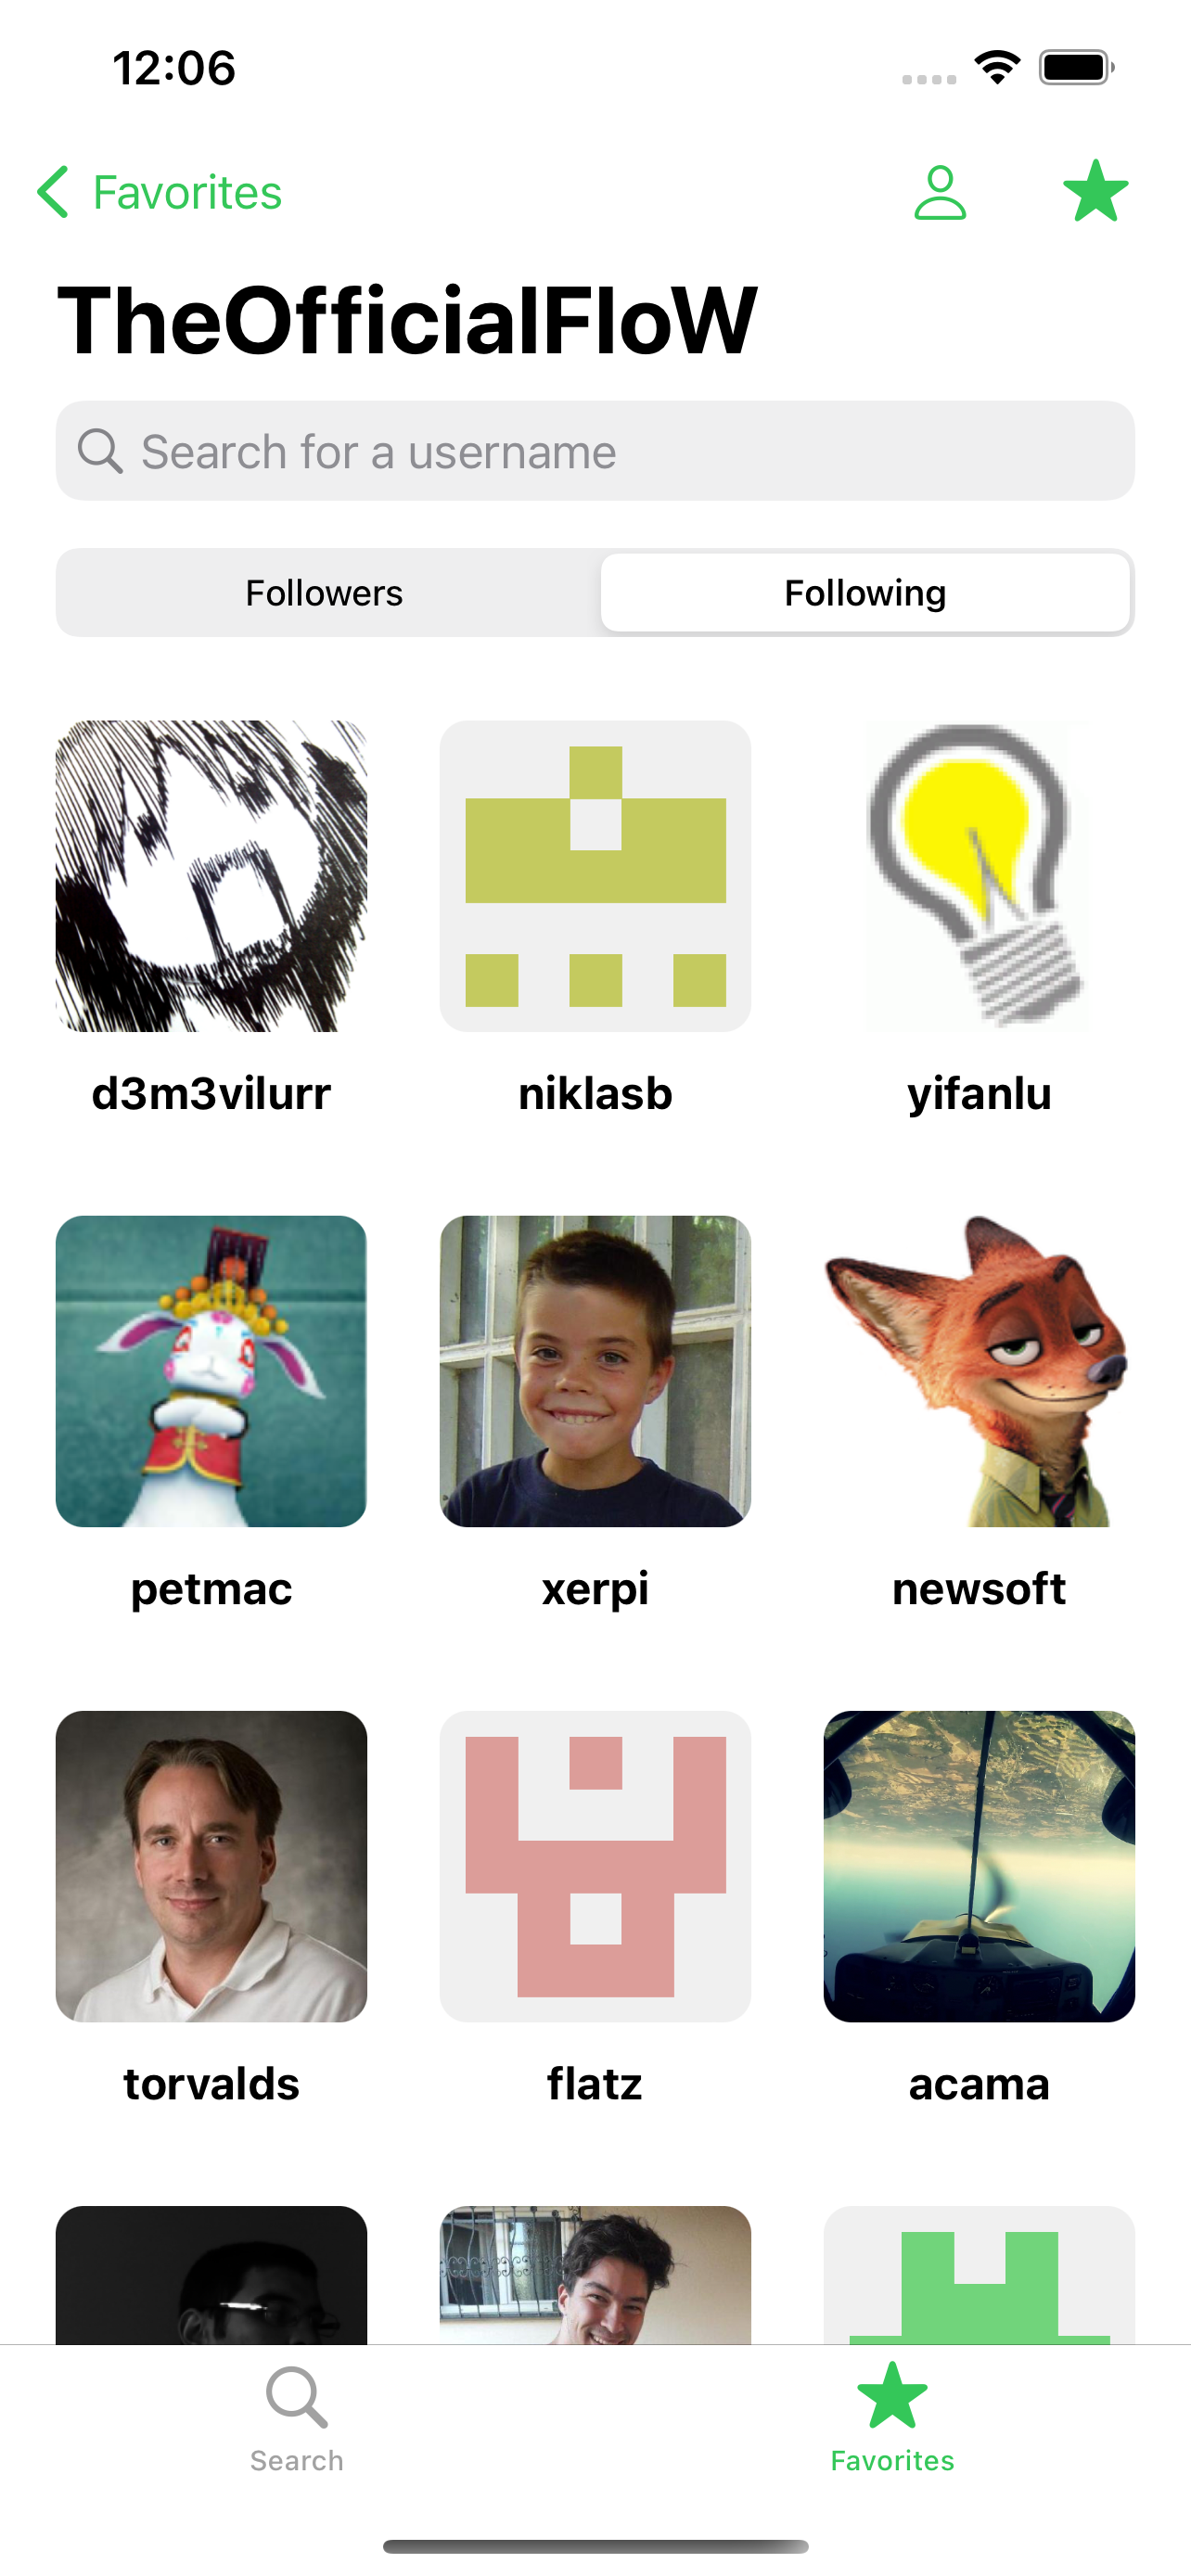 12:06
Favorites
TheOfficialFloW
Search for a username
Followers
Following
d3m3vilurr
niklasb
yifanlu
petmac
xerpi
newsoft
torvalds
flatz
acama
Search
Favorites